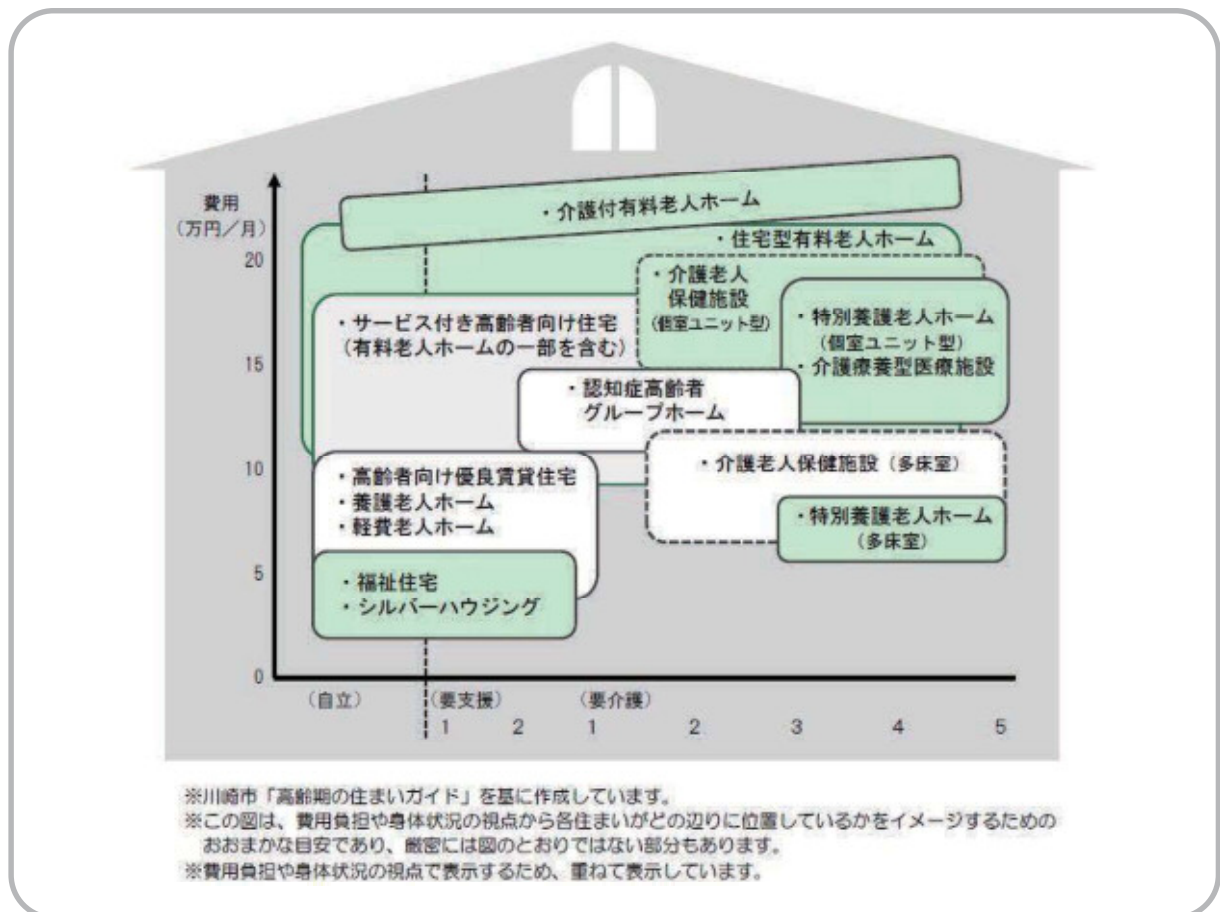 費用
(万円／月)
20
15
10
5
0
・介護付有料老人ホーム
・住宅型有料老人ホーム
・介護老人
保健施設
(個室ユニット型)
・特別養護老人ホーム
(個室ユニット型)
・介護療養型医療施設
・サービス付き高齢者向け住宅
(有料老人ホームの一部を含む)
・認知症高齢者
グループホーム
・介護老人保健施設(多床室)
・高齢者向け優良賃貸住宅
・養護老人ホーム
・軽費老人ホーム
・特別養護老人ホーム
(多床室)
・福祉住宅
・シルバーハウジング
(自立) (要支援) (要介護)
1 2 1 2 3 4 5
※川崎市「高齢期の住まいガイド」を基に作成しています。
※この図は、費用負担や身体状況の視点から各住まいがどの辺りに位置しているかをイメージするための
おおまかな目安であり、厳密には図のとおりではない部分もあります。
※費用負担や身体状況の視点で表示するため、重ねて表示しています。